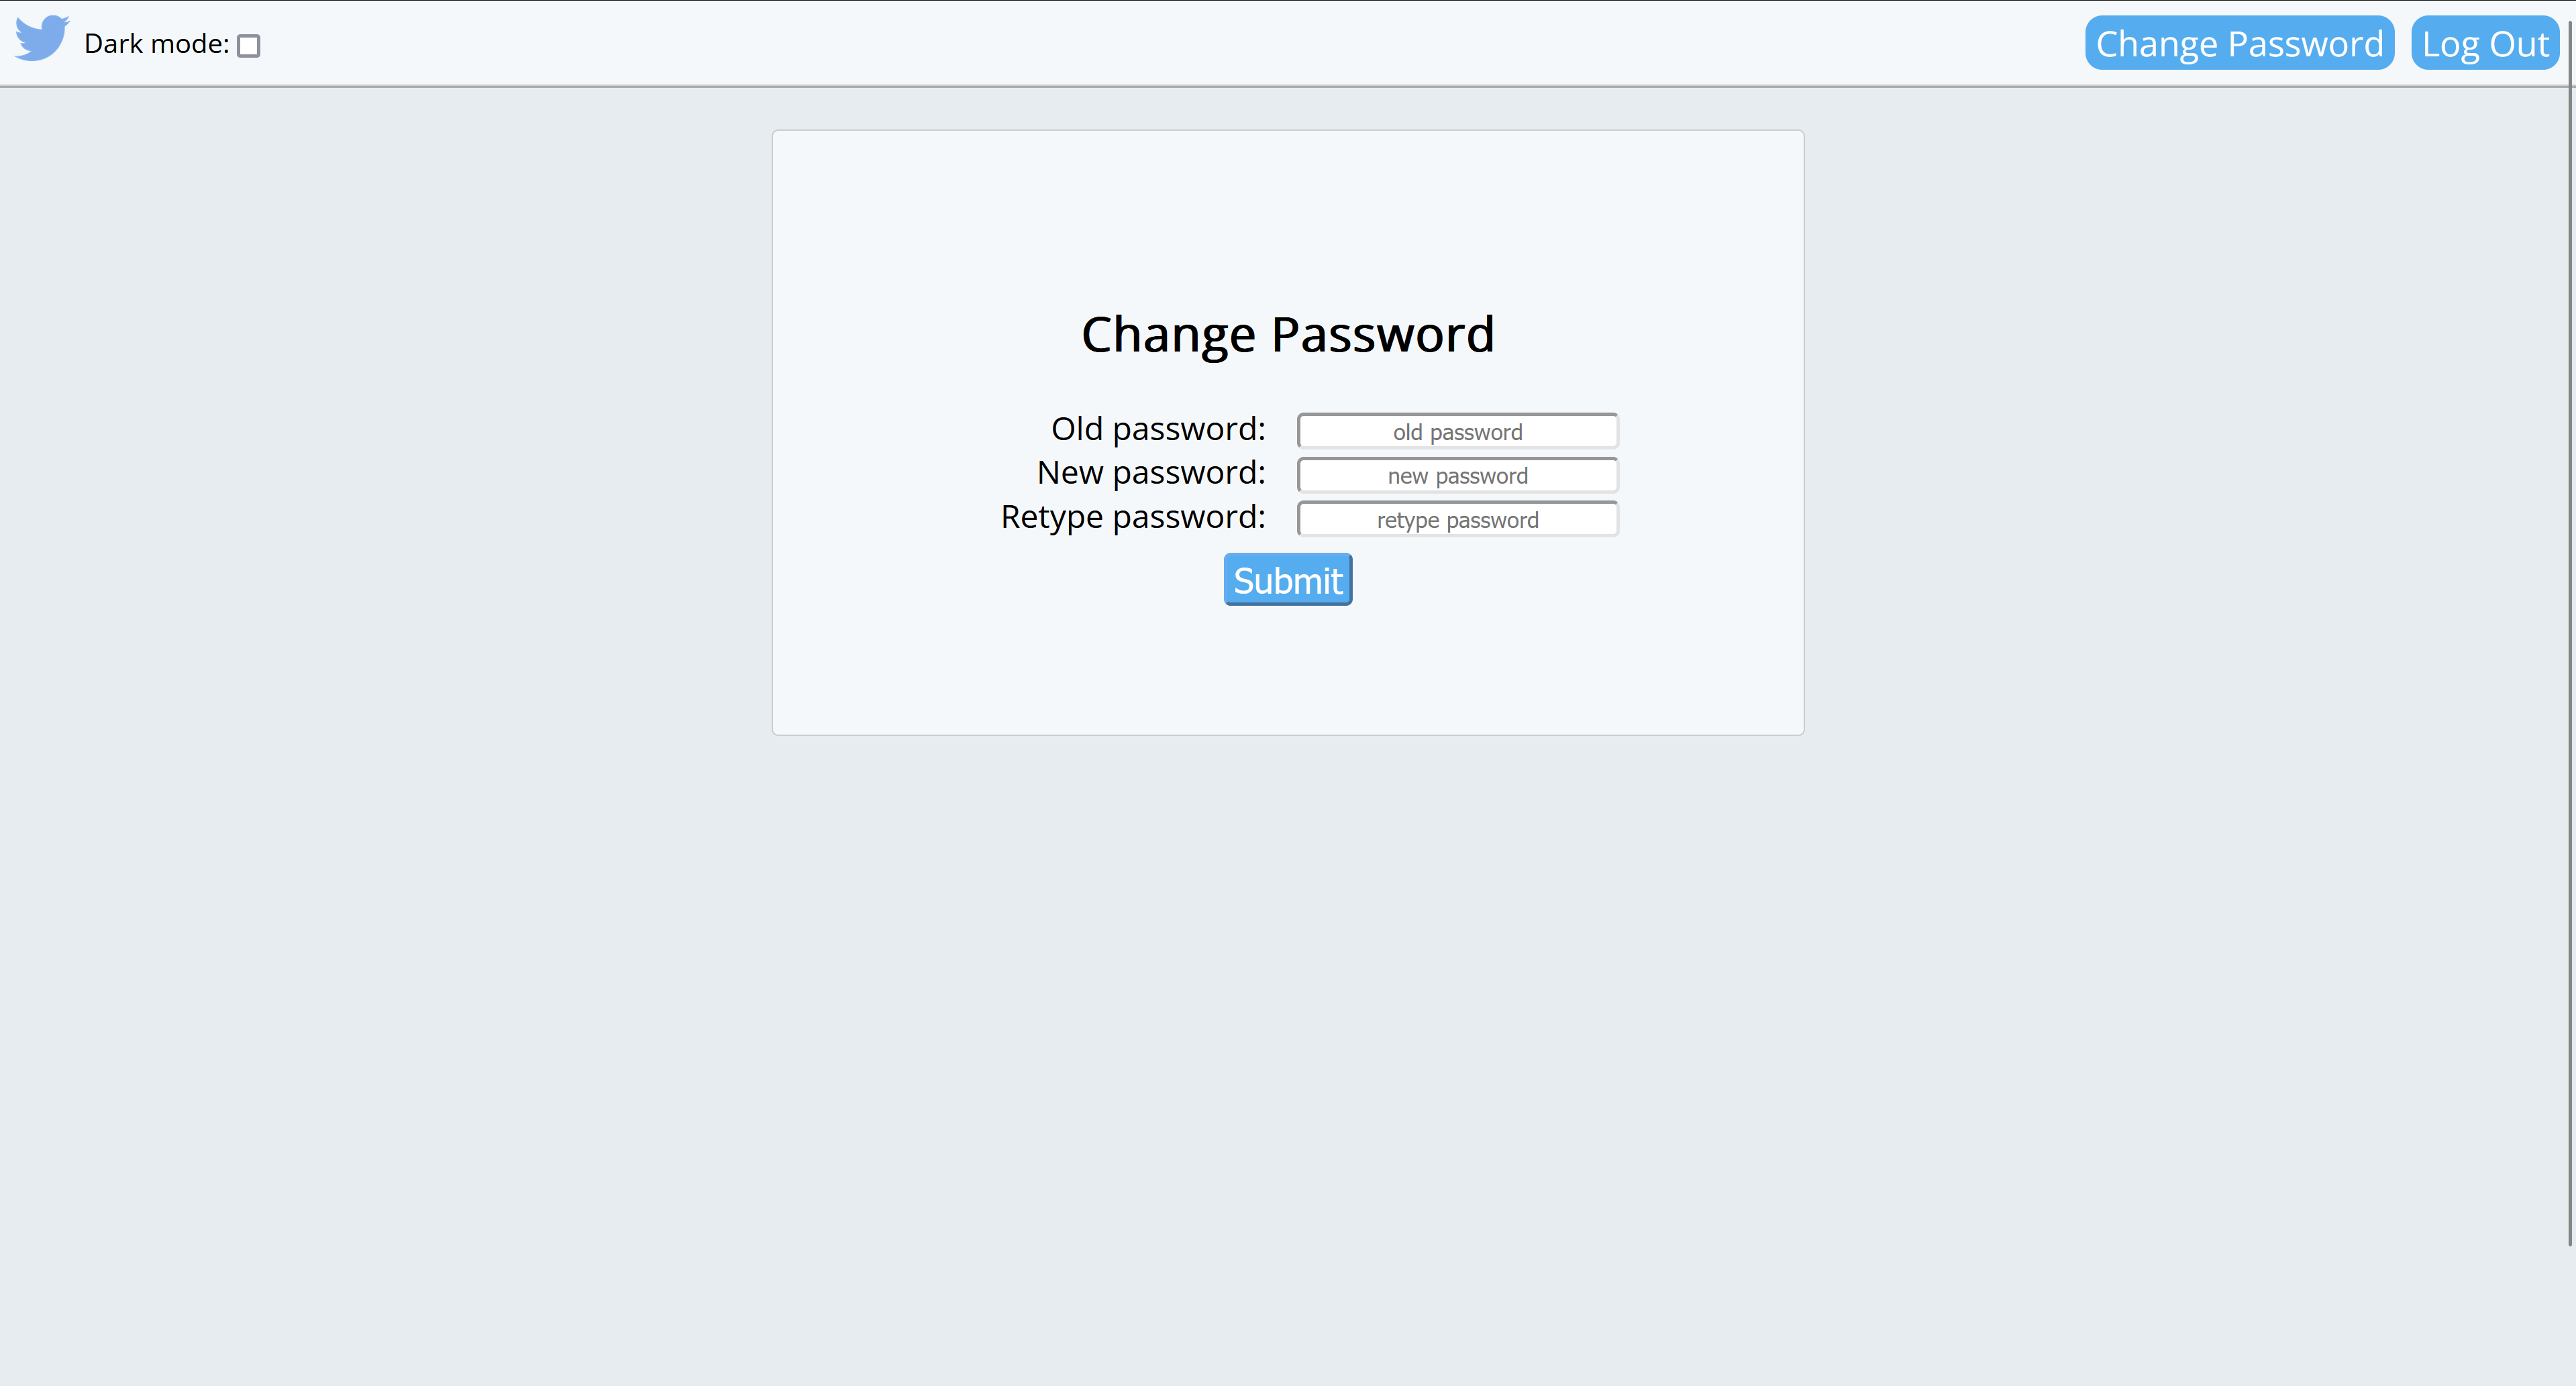 Dark mode:
Change Password
Log Out
Change Password
Old password:
old password
New password:
new password
Retype password:
retype password
Submit